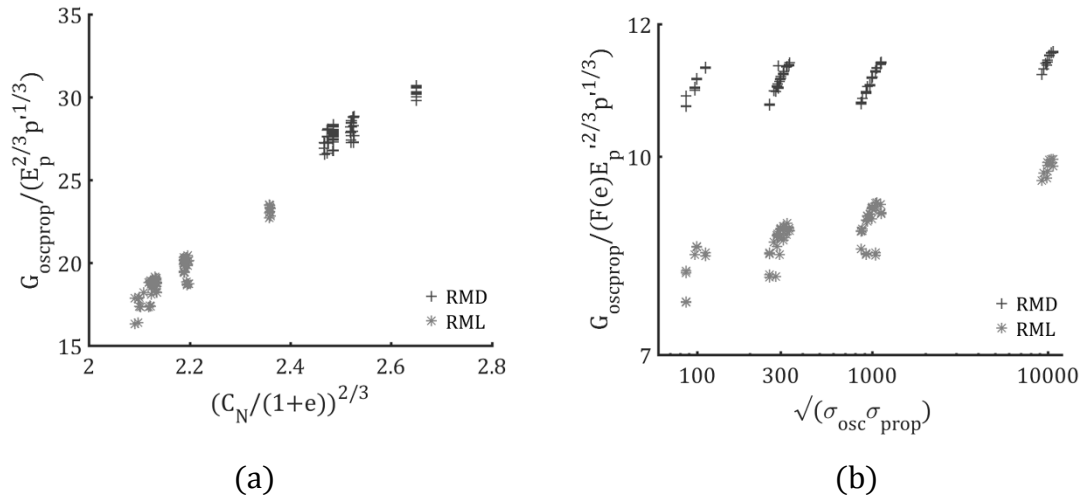 35
30
25
20
15
G_oscprop/(E_p^2/3 p'^1/3)
2 2.2 2.4 2.6 2.8
(C_N/(1+e))^2/3
+ RMD
* RML
(a)
12
10
7
G_oscprop/(F(e)E_p'^2/3 p'^1/3)
100 300 1000 10000
√(σ_osc σ_prop)
+ RMD
* RML
(b)